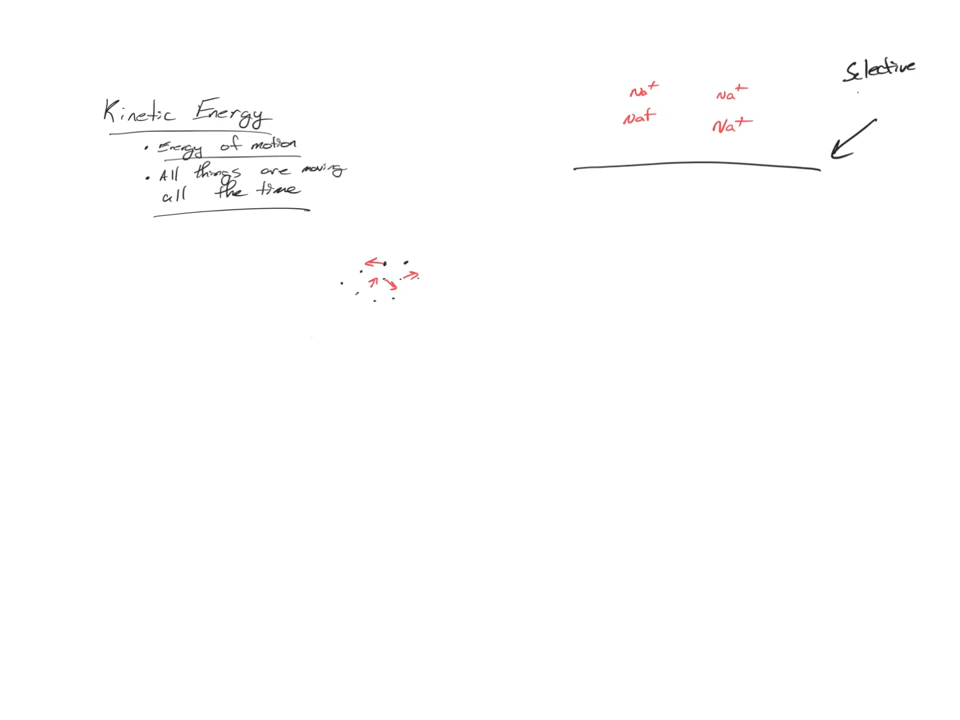 Kinetic Energy
• Energy of motion
• All things are moving
all the time
Selective
Na+ Na+
Na+ Na+